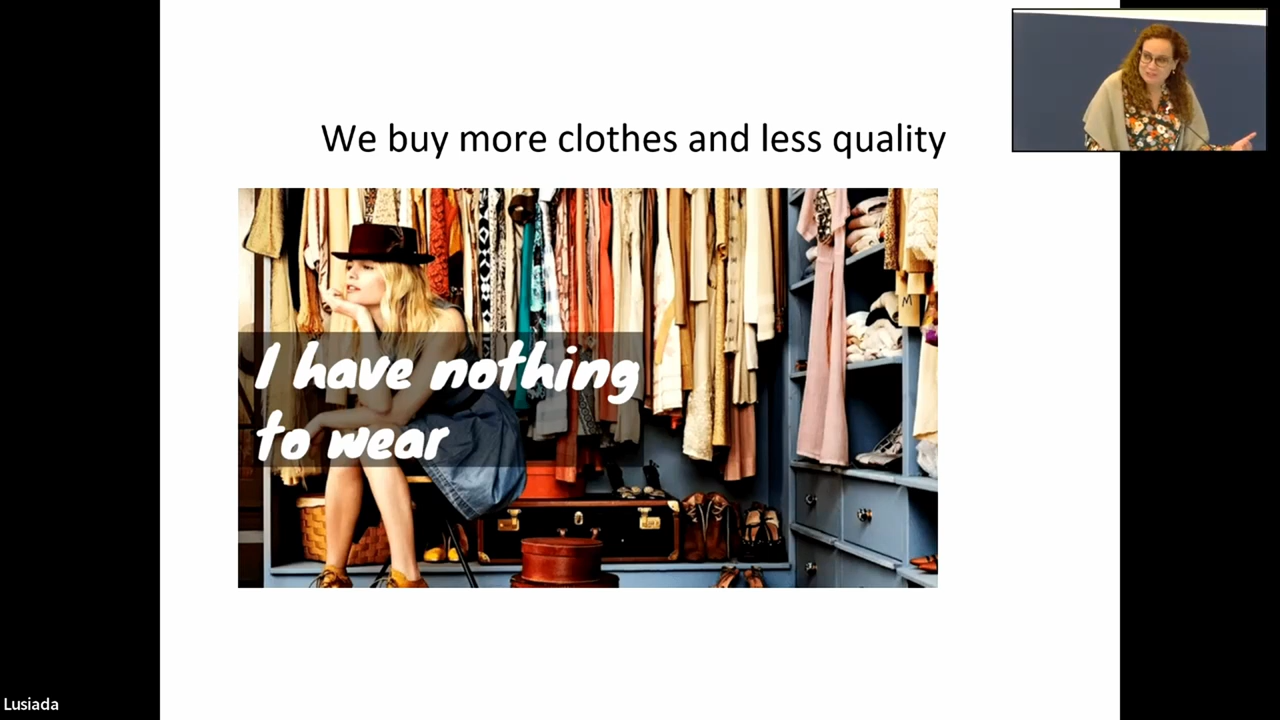 We buy more clothes and less quality
I have nothing
to wear
M
Lusiada